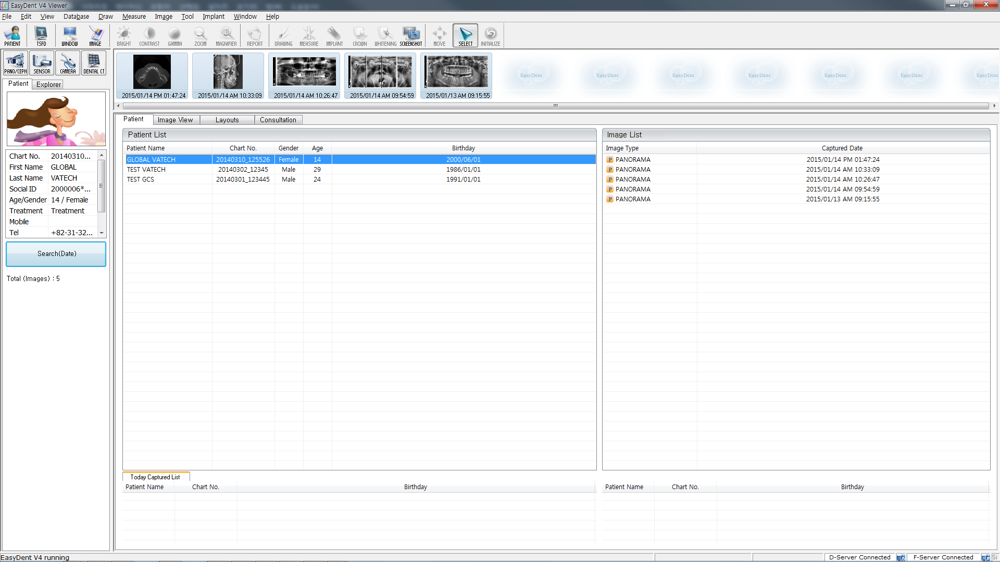 EasyDent V4 Viewer
File Edit View Database Draw Measure Image Tool Implant Window Help
PATIENT TSFD WINDOW IMAGE BRIGHT CONTRAST GAMMA ZOOM MAGNIFIER REPORT DRAWING MEASURE IMPLANT CROWN WHITENING SCREENSHOT MOVE SELECT INITIALIZE
PANO/CEPH SENSOR CAMERA DENTAL CT
EasyDent EasyDent EasyDent EasyDent EasyDent EasyDent EasyDent
2015/01/14 PM 01:47:24 2015/01/14 AM 10:33:09 2015/01/14 AM 10:26:47 2015/01/14 AM 09:54:59 2015/01/13 AM 09:15:55
Patient Explorer
Chart No. 20140310...
First Name GLOBAL
Last Name VATECH
Social ID 2000006*...
Age/Gender 14 / Female
Treatment Treatment
Mobile
Tel +82-31-32...
Search(Date)
Total (Images) : 5
Patient Image View Layouts Consultation
Patient List
Patient Name Chart No. Gender Age Birthday
GLOBAL VATECH 20140310_125526 Female 14 2000/06/01
TEST VATECH 20140302_12345 Male 29 1986/01/01
TEST GCS 20140301_123445 Male 24 1991/01/01
Image List
Image Type Captured Date
P PANORAMA 2015/01/14 PM 01:47:24
P PANORAMA 2015/01/14 AM 10:33:09
P PANORAMA 2015/01/14 AM 10:26:47
P PANORAMA 2015/01/14 AM 09:54:59
P PANORAMA 2015/01/13 AM 09:15:55
Today Captured List
Patient Name Chart No. Birthday
Patient Name Chart No. Birthday
EasyDent V4 running
D-Server Connected F-Server Connected Si